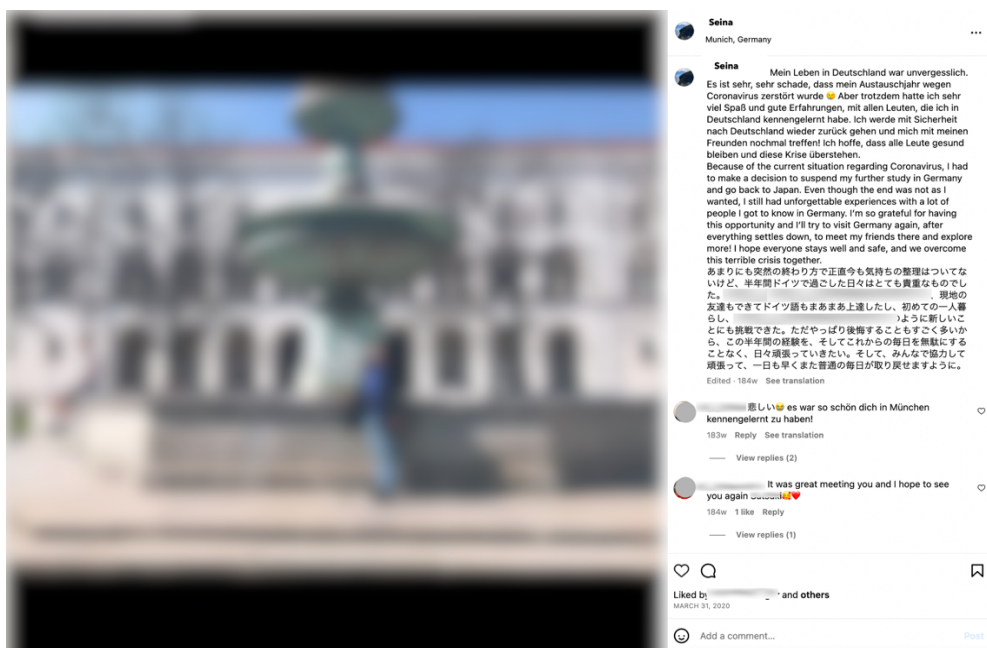 Seina
Munich, Germany
Seina
Mein Leben in Deutschland war unvergesslich.
Es ist sehr, sehr schade, dass mein Austauschjahr wegen
Coronavirus zerstört wurde 😢 Aber trotzdem hatte ich sehr
viel Spaß und gute Erfahrungen, mit allen Leuten, die ich in
Deutschland kennengelernt habe. Ich werde mit Sicherheit
nach Deutschland wieder zurück gehen und mich mit meinen
Freunden nochmal treffen! Ich hoffe, dass alle Leute gesund
bleiben und diese Krise überstehen.
Because of the current situation regarding Coronavirus, I had
to make a decision to suspend my further study in Germany
and go back to Japan. Even though the end was not as I
wanted, I still had unforgettable experiences with a lot of
people I got to know in Germany. I'm so grateful for having
this opportunity and I'll try to visit Germany again, after
everything settles down, to meet my friends there and explore
more! I hope everyone stays well and safe, and we overcome
this terrible crisis together.
あまりにも突然の終わり方で正直今も気持ちの整理はついてな
いけど、半年間ドイツで過ごした日々はとても貴重なものでし
た。 現地の
友達もできてドイツ語もまあまあ上達したし、初めての一人暮
らし、 ように新しいこ
とにも挑戦できた。ただやっぱり後悔することもすごく多いか
ら、この半年間の経験を、そしてこれからの毎日を無駄にする
ことなく、日々頑張っていきたい。そして、みんなで協力して
頑張って、一日も早くまた普通の毎日が取り戻せますように。
Edited · 184w See translation
悲しい😭 es war so schön dich in München
kennengelernt zu haben!
183w Reply See translation
View replies (2)
It was great meeting you and I hope to see
you again 🥰❤️
184w 1 like Reply
View replies (1)
Liked by and others
MARCH 31, 2020
Add a comment... Post